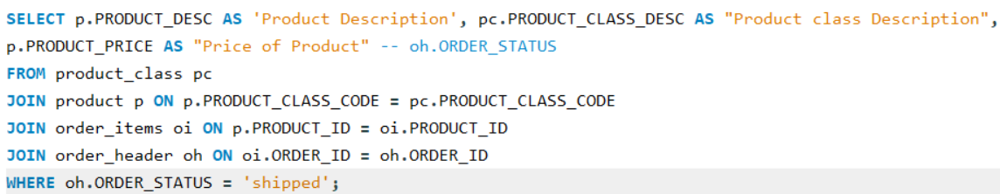 SELECT p.PRODUCT_DESC AS 'Product Description', pc.PRODUCT_CLASS_DESC AS "Product class Description",
p.PRODUCT_PRICE AS "Price of Product" -- oh.ORDER_STATUS
FROM product_class pc
JOIN product p ON p.PRODUCT_CLASS_CODE = pc.PRODUCT_CLASS_CODE
JOIN order_items oi ON p.PRODUCT_ID = oi.PRODUCT_ID
JOIN order_header oh ON oi.ORDER_ID = oh.ORDER_ID
WHERE oh.ORDER_STATUS = 'shipped';